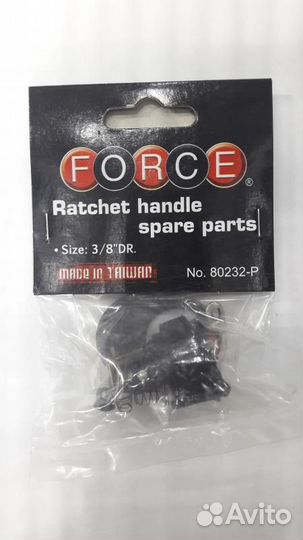 FORCE®
Ratchet handle
spare parts
• Size: 3/8"DR.
MADE IN TAIWAN
No. 80232-P
Avito